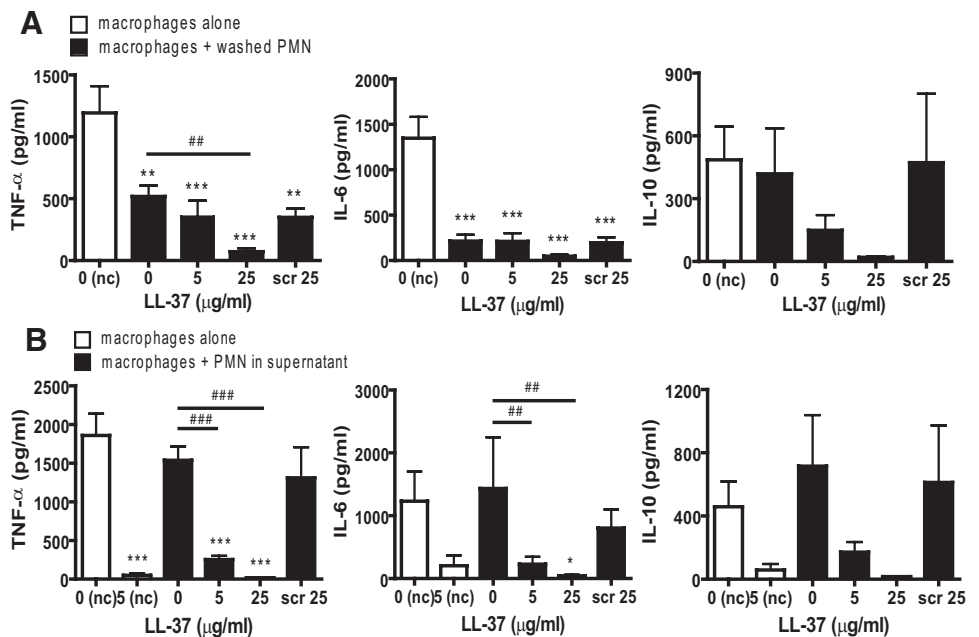 A
macrophages alone
macrophages + washed PMN
TNF-α (pg/ml)
1500
1000
500
0
##
**
***
***
**
0 (nc) 0 5 25 scr 25
LL-37 (μg/ml)
IL-6 (pg/ml)
2000
1500
1000
500
0
***
***
***
***
0 (nc) 0 5 25 scr 25
LL-37 (μg/ml)
IL-10 (pg/ml)
900
600
300
0
0 (nc) 0 5 25 scr 25
LL-37 (μg/ml)
B
macrophages alone
macrophages + PMN in supernatant
TNF-α (pg/ml)
2500
2000
1500
1000
500
0
###
###
***
***
***
0 (nc)5 (nc) 0 5 25 scr 25
LL-37 (μg/ml)
IL-6 (pg/ml)
3000
2000
1000
0
##
##
*
0 (nc)5 (nc) 0 5 25 scr 25
LL-37 (μg/ml)
IL-10 (pg/ml)
1200
800
400
0
0 (nc) 5 (nc) 0 5 25 scr 25
LL-37 (μg/ml)